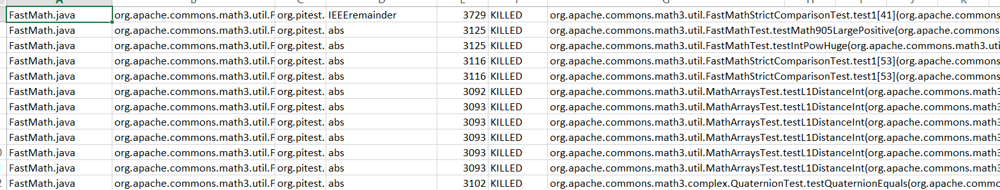 A B C D E F G H I J K
FastMath.java org.apache.commons.math3.util.F org.pitest. IEEEremainder 3729 KILLED org.apache.commons.math3.util.FastMathStrictComparisonTest.test1[41](org.apache.commons
FastMath.java org.apache.commons.math3.util.F org.pitest. abs 3125 KILLED org.apache.commons.math3.util.FastMathTest.testMath905LargePositive(org.apache.commons
FastMath.java org.apache.commons.math3.util.F org.pitest. abs 3125 KILLED org.apache.commons.math3.util.FastMathTest.testIntPowHuge(org.apache.commons.math3.uti
FastMath.java org.apache.commons.math3.util.F org.pitest. abs 3116 KILLED org.apache.commons.math3.util.FastMathStrictComparisonTest.test1[53](org.apache.commons
FastMath.java org.apache.commons.math3.util.F org.pitest. abs 3116 KILLED org.apache.commons.math3.util.FastMathStrictComparisonTest.test1[53](org.apache.commons
FastMath.java org.apache.commons.math3.util.F org.pitest. abs 3092 KILLED org.apache.commons.math3.util.MathArraysTest.testL1DistanceInt(org.apache.commons.math3
FastMath.java org.apache.commons.math3.util.F org.pitest. abs 3093 KILLED org.apache.commons.math3.util.MathArraysTest.testL1DistanceInt(org.apache.commons.math3
FastMath.java org.apache.commons.math3.util.F org.pitest. abs 3093 KILLED org.apache.commons.math3.util.MathArraysTest.testL1DistanceInt(org.apache.commons.math3
FastMath.java org.apache.commons.math3.util.F org.pitest. abs 3093 KILLED org.apache.commons.math3.util.MathArraysTest.testL1DistanceInt(org.apache.commons.math3
0 FastMath.java org.apache.commons.math3.util.F org.pitest. abs 3093 KILLED org.apache.commons.math3.util.MathArraysTest.testL1DistanceInt(org.apache.commons.math3
FastMath.java org.apache.commons.math3.util.F org.pitest. abs 3093 KILLED org.apache.commons.math3.util.MathArraysTest.testL1DistanceInt(org.apache.commons.math3
2 FastMath.java org.apache.commons.math3.util.F org.pitest. abs 3102 KILLED org.apache.commons.math3.complex.QuaternionTest.testQuaternionEquals(org.apache.commo